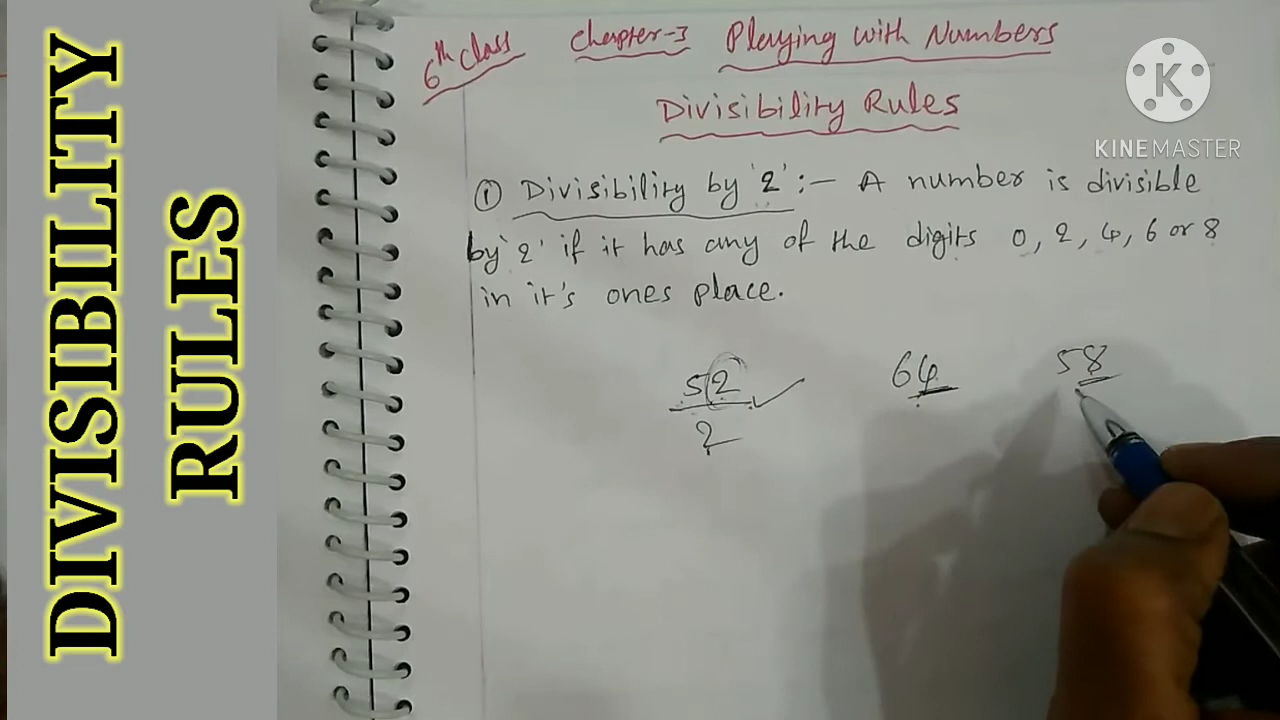 DIVISIBILITY
RULES
6th Class Chapter-3 Playing with Numbers
Divisibility Rules
① Divisibility by '2' :- A number is divisible
by '2' if it has any of the digits 0, 2, 4, 6 or 8
in it's ones place.
52 ✓ 64 58
2
K
KINEMASTER